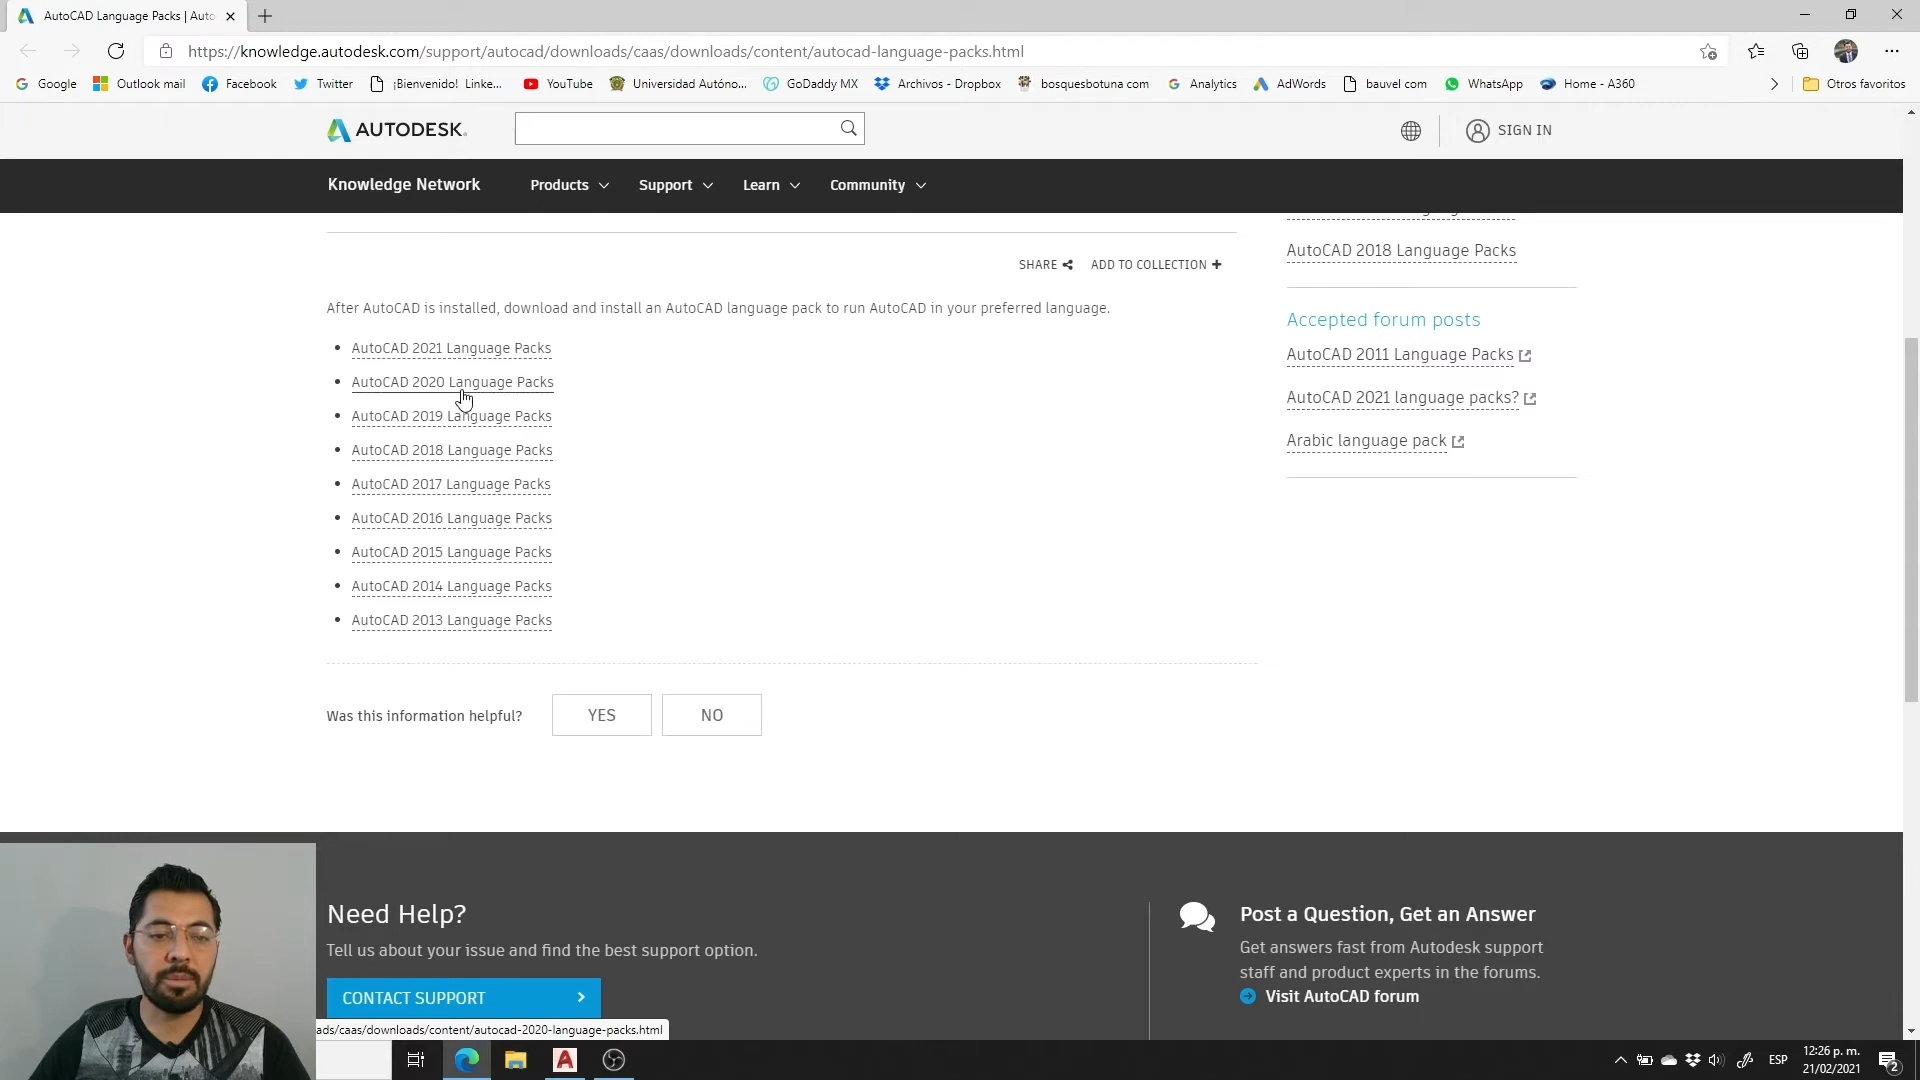 AutoCAD Language Packs | Auto
https://knowledge.autodesk.com/support/autocad/downloads/caas/downloads/content/autocad-language-packs.html
Google
Outlook mail
Facebook
Twitter
¡Bienvenido! Linke...
YouTube
Universidad Autóno...
GoDaddy MX
Archivos - Dropbox
bosquesbotuna com
Analytics
AdWords
bauvel com
WhatsApp
Home - A360
Otros favoritos
AUTODESK.
SIGN IN
Knowledge Network
Products
Support
Learn
Community
SHARE
ADD TO COLLECTION +
After AutoCAD is installed, download and install an AutoCAD language pack to run AutoCAD in your preferred language.
• AutoCAD 2021 Language Packs
• AutoCAD 2020 Language Packs
• AutoCAD 2019 Language Packs
• AutoCAD 2018 Language Packs
• AutoCAD 2017 Language Packs
• AutoCAD 2016 Language Packs
• AutoCAD 2015 Language Packs
• AutoCAD 2014 Language Packs
• AutoCAD 2013 Language Packs
Was this information helpful?
YES
NO
AutoCAD 2018 Language Packs
Accepted forum posts
AutoCAD 2011 Language Packs
AutoCAD 2021 language packs?
Arabic language pack
Need Help?
Tell us about your issue and find the best support option.
CONTACT SUPPORT
Post a Question, Get an Answer
Get answers fast from Autodesk support
staff and product experts in the forums.
Visit AutoCAD forum
ads/caas/downloads/content/autocad-2020-language-packs.html
ESP
12:26 p. m.
21/02/2021
2